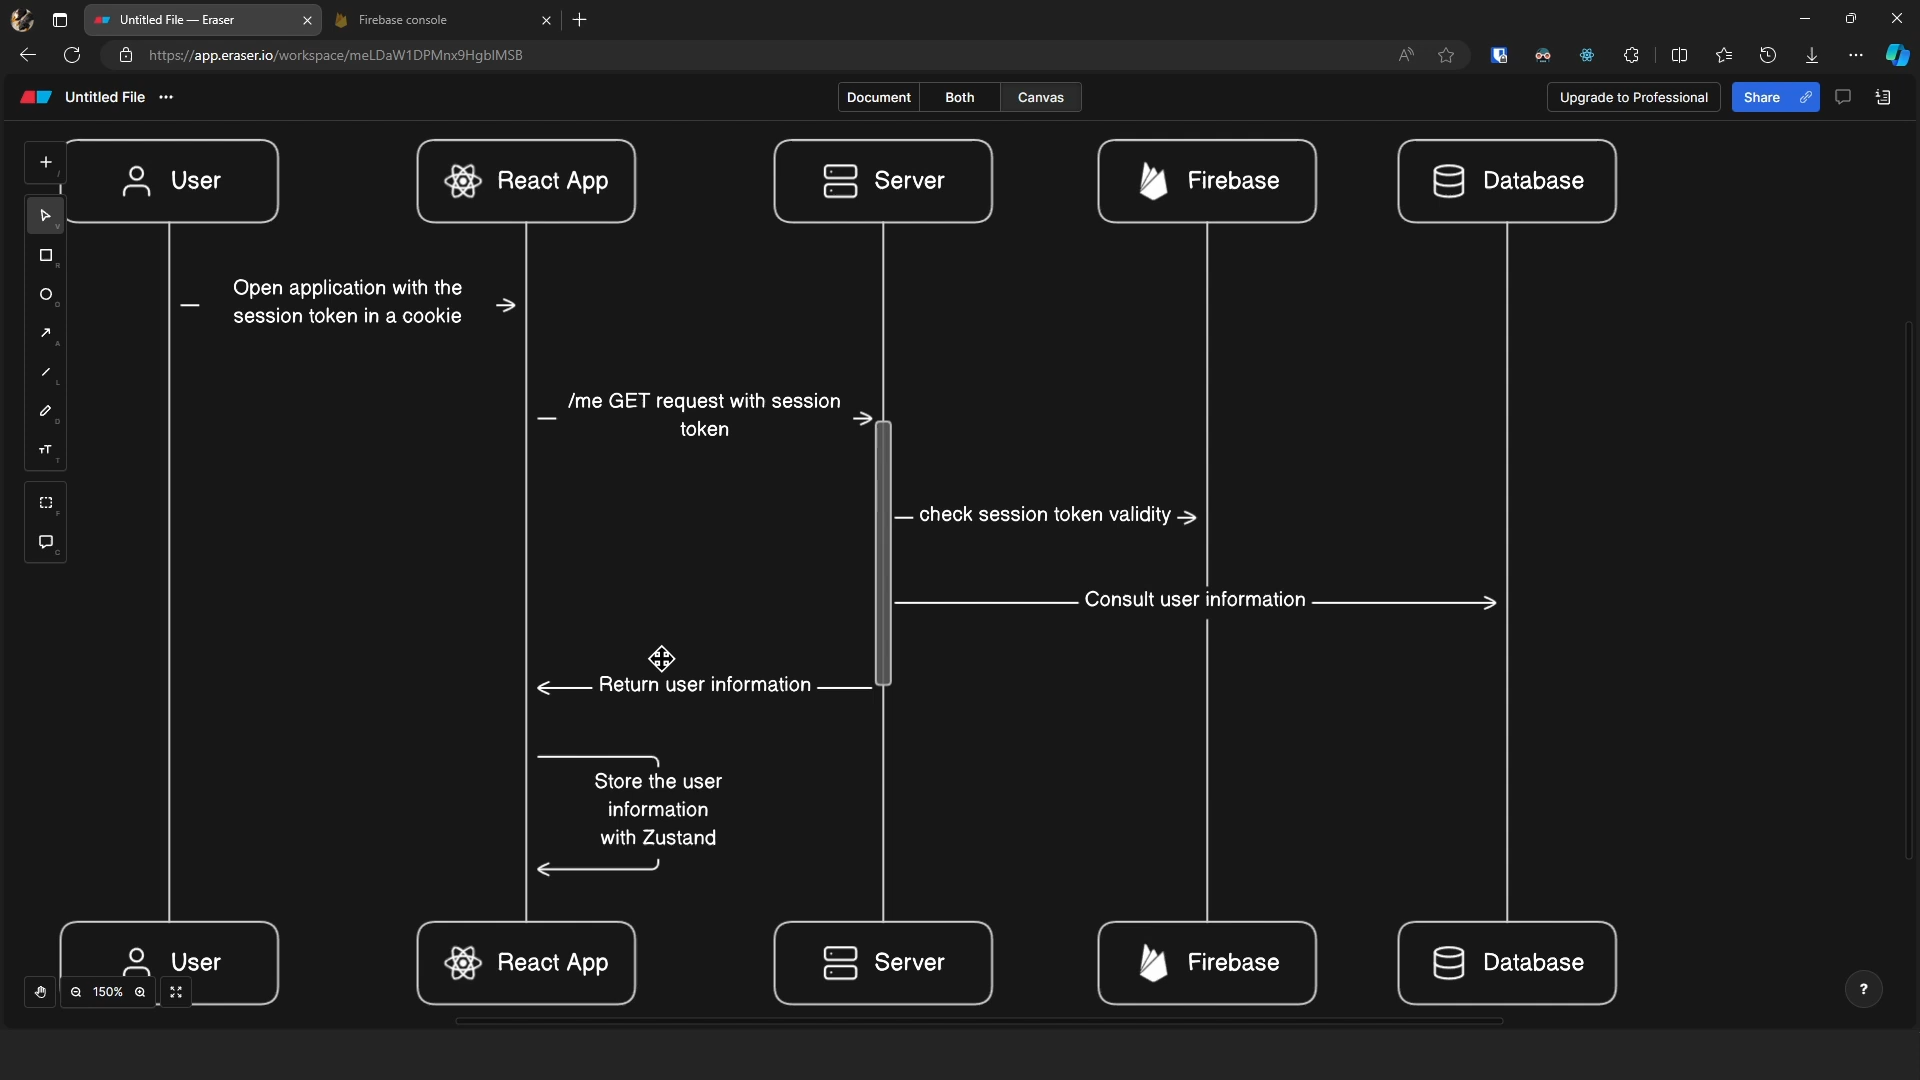 Untitled File — Eraser
Firebase console
https://app.eraser.io/workspace/meLDaW1DPMnx9HgblMSB
Untitled File
Document
Both
Canvas
Upgrade to Professional
Share
User
React App
Server
Firebase
Database
Open application with the
session token in a cookie
/me GET request with session
token
check session token validity
Consult user information
Return user information
Store the user
information
with Zustand
User
React App
Server
Firebase
Database
/
V
R
O
A
L
D
T
F
C
150%
?